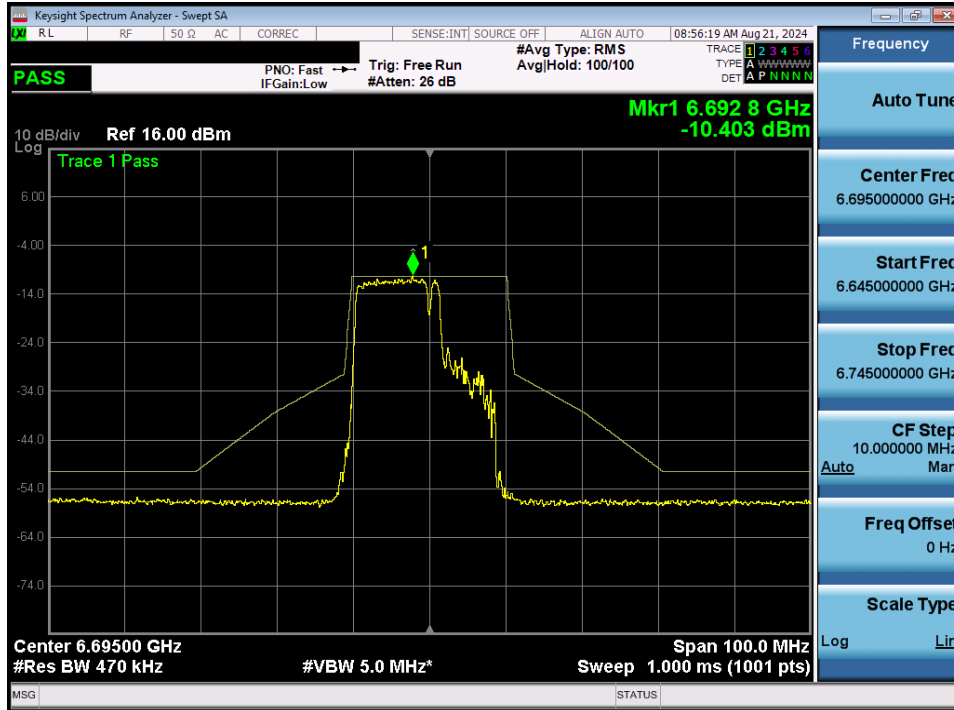 Keysight Spectrum Analyzer - Swept SA
LXI RL RF 50 Ω AC CORREC SENSE:INT SOURCE OFF ALIGN AUTO 08:56:19 AM Aug 21, 2024
PASS
PNO: Fast
IFGain:Low
Trig: Free Run
#Atten: 26 dB
#Avg Type: RMS
Avg|Hold: 100/100
TRACE 1 2 3 4 5 6
TYPE A WWWWW
DET A P N N N N
Mkr1 6.692 8 GHz
-10.403 dBm
10 dB/div Ref 16.00 dBm
Log
Trace 1 Pass
1
6.00
-4.00
-14.0
-24.0
-34.0
-44.0
-54.0
-64.0
-74.0
Center 6.69500 GHz Span 100.0 MHz
#Res BW 470 kHz #VBW 5.0 MHz* Sweep 1.000 ms (1001 pts)
MSG STATUS
Frequency
Auto Tune
Center Freq
6.695000000 GHz
Start Freq
6.645000000 GHz
Stop Freq
6.745000000 GHz
CF Step
10.000000 MHz
Auto Man
Freq Offset
0 Hz
Scale Type
Log Lin